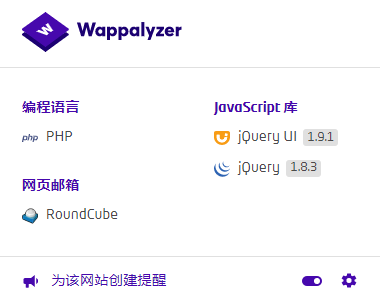 Wappalyzer
编程语言
php PHP
网页邮箱
RoundCube
JavaScript 库
jQuery UI 1.9.1
jQuery 1.8.3
为该网站创建提醒